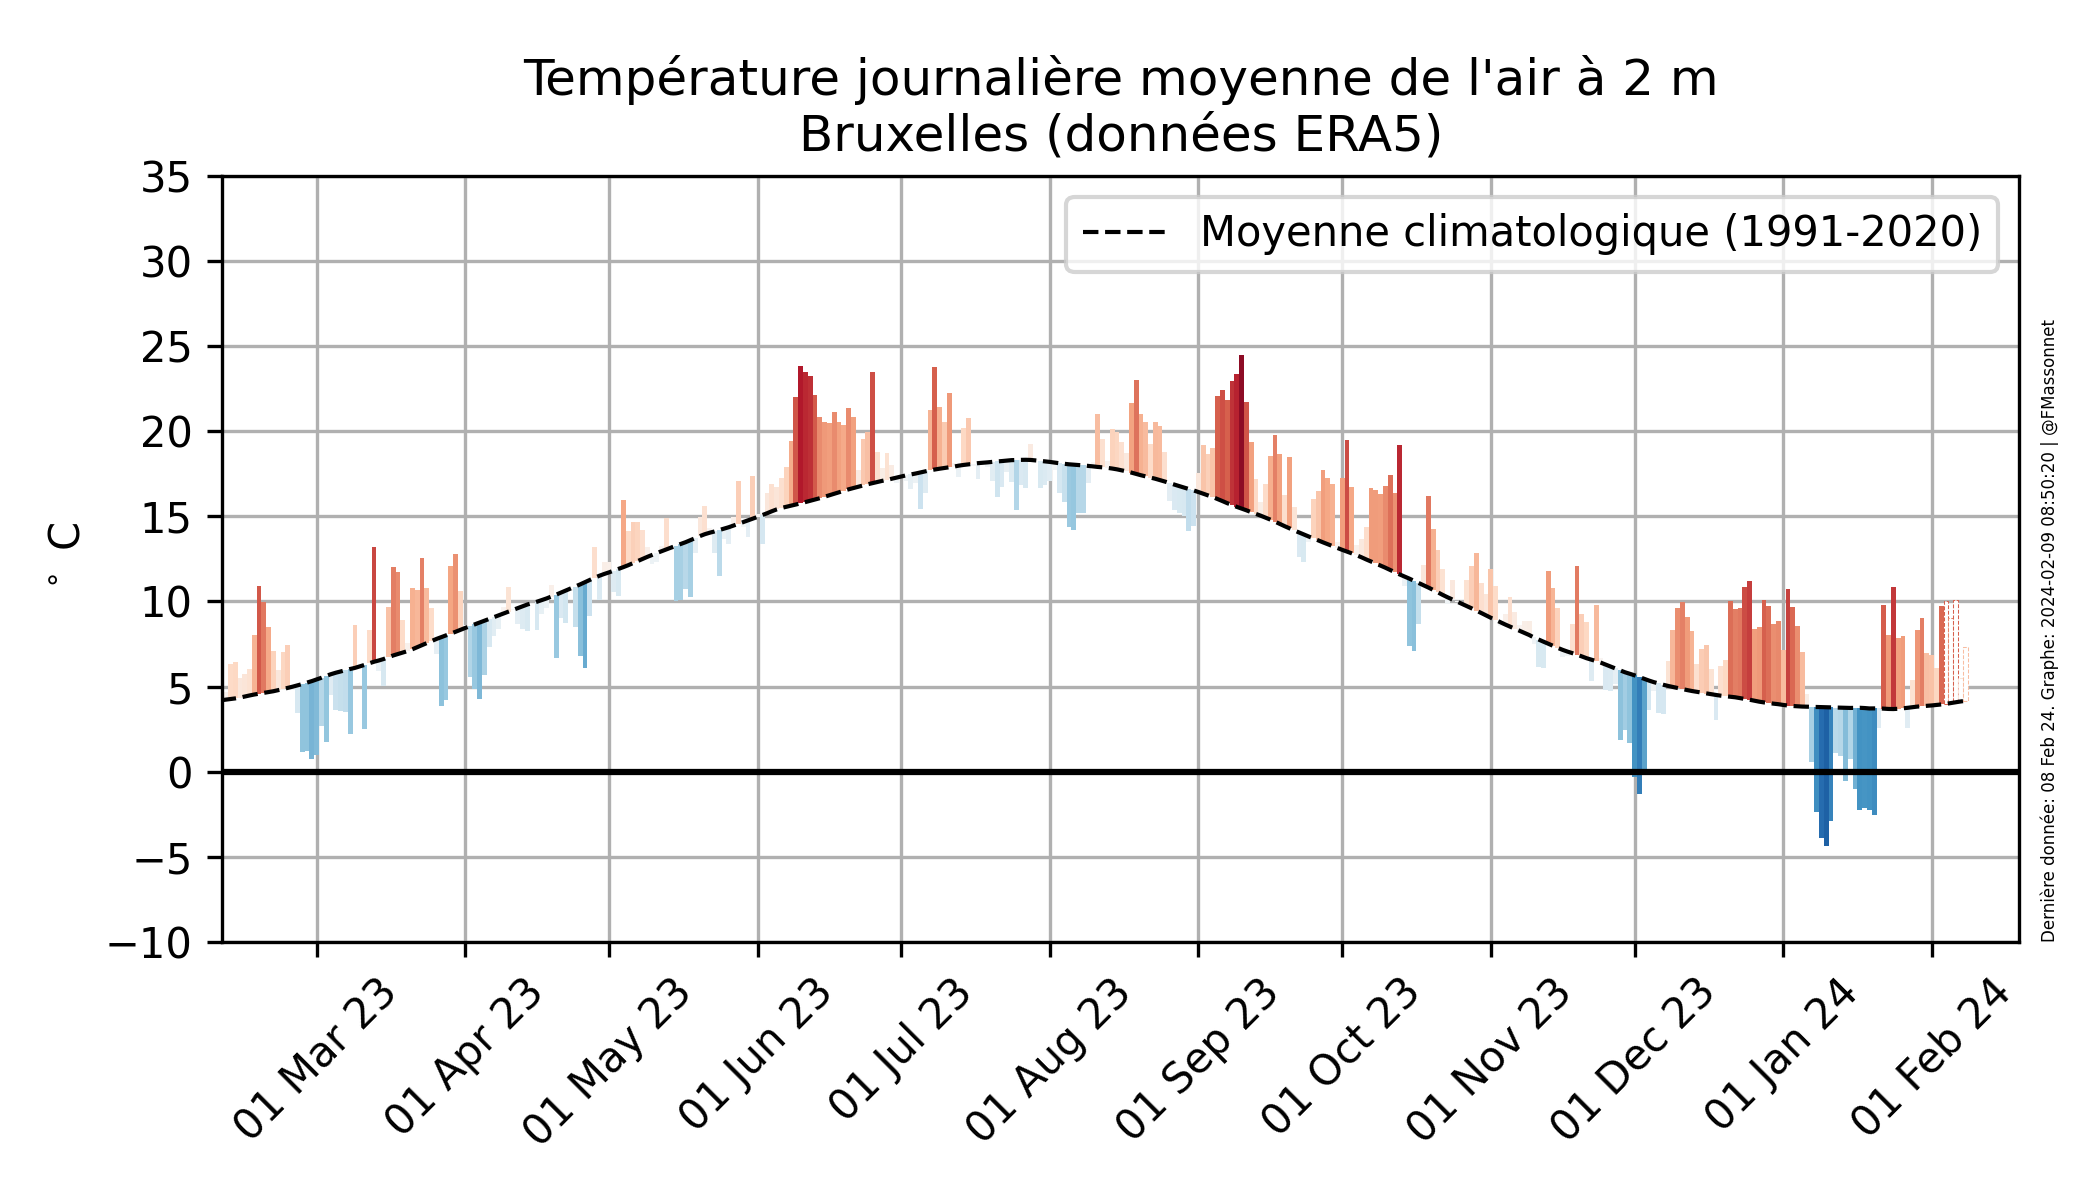 Température journalière moyenne de l'air à 2 m
Bruxelles (données ERA5)
Moyenne climatologique (1991-2020)
35
30
25
20
15
10
5
0
−5
−10
° C
01 Mar 23
01 Apr 23
01 May 23
01 Jun 23
01 Jul 23
01 Aug 23
01 Sep 23
01 Oct 23
01 Nov 23
01 Dec 23
01 Jan 24
01 Feb 24
Dernière donnée: 08 Feb 24. Graphe: 2024-02-09 08:50:20 | @FMassonnet